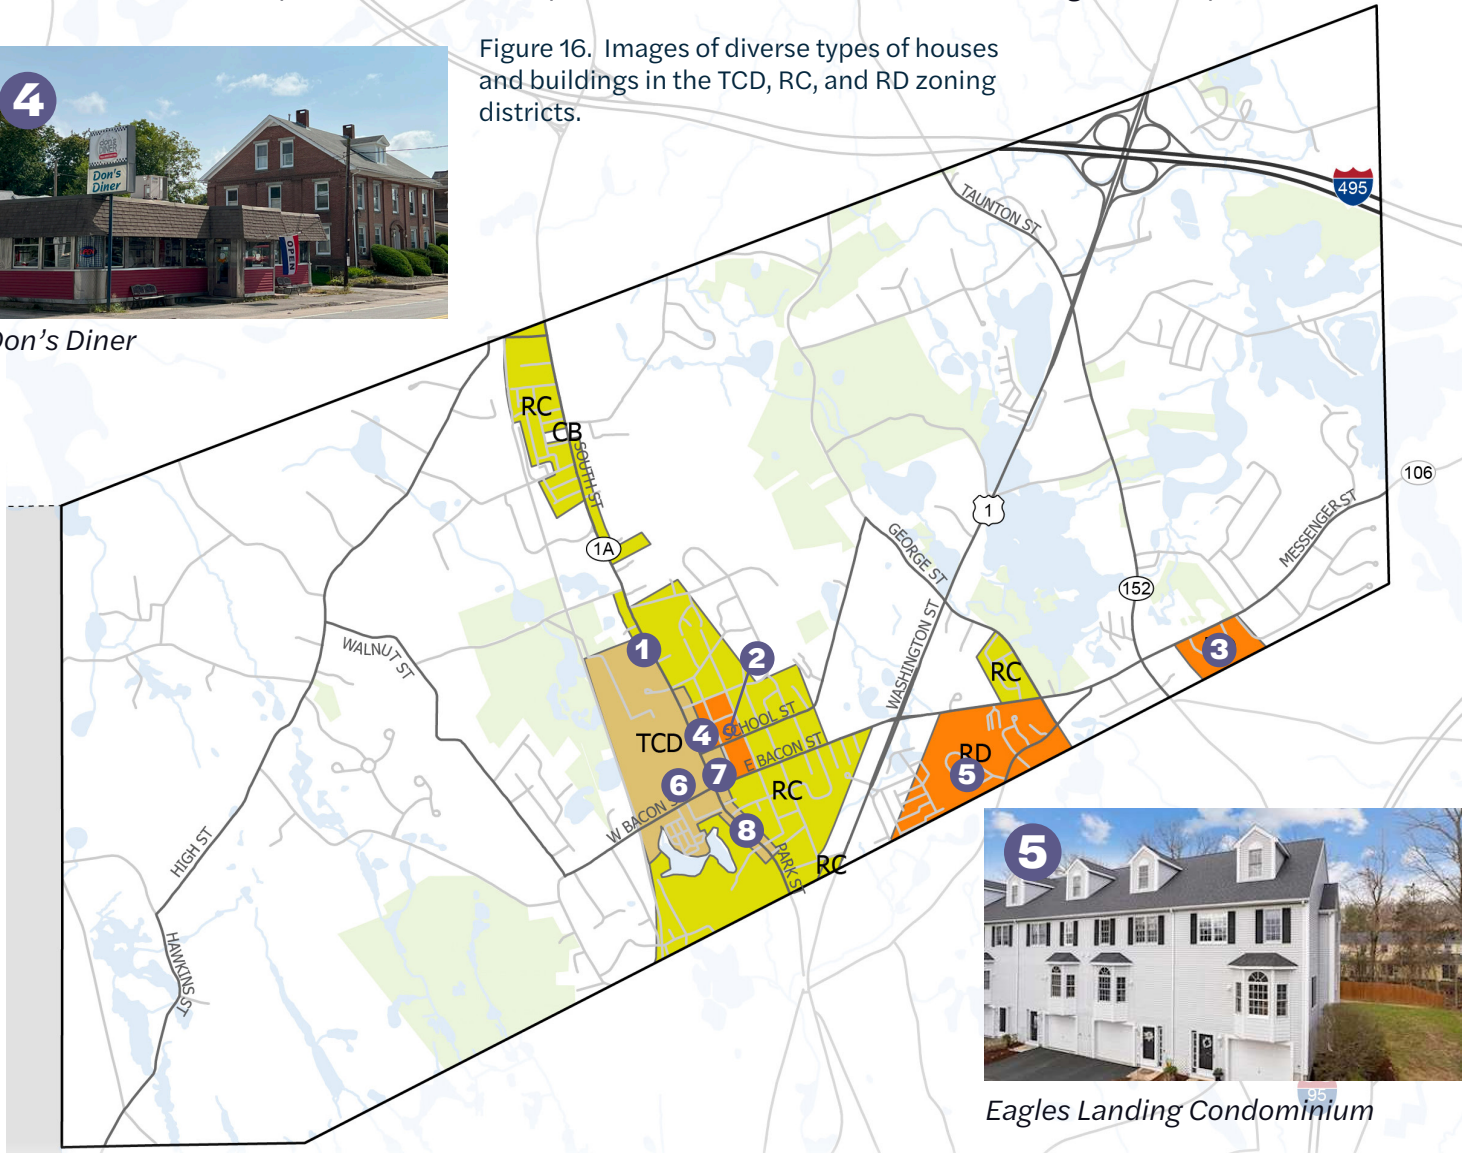 4
Don's
Diner
OPEN
Don's Diner
Figure 16. Images of diverse types of houses
and buildings in the TCD, RC, and RD zoning
districts.
495
TAUNTON ST
RC
CB
SOUTH ST
1A
106
1
MESSENGER ST
GEORGE ST
152
WASHINGTON ST
WALNUT ST
1
2
3
RC
4
SCHOOL ST
TCD
E BACON ST
RD
5
7
6
RC
W BACON S
8
PARK ST
RC
HIGH ST
HAWKINS ST
5
95
Eagles Landing Condominium